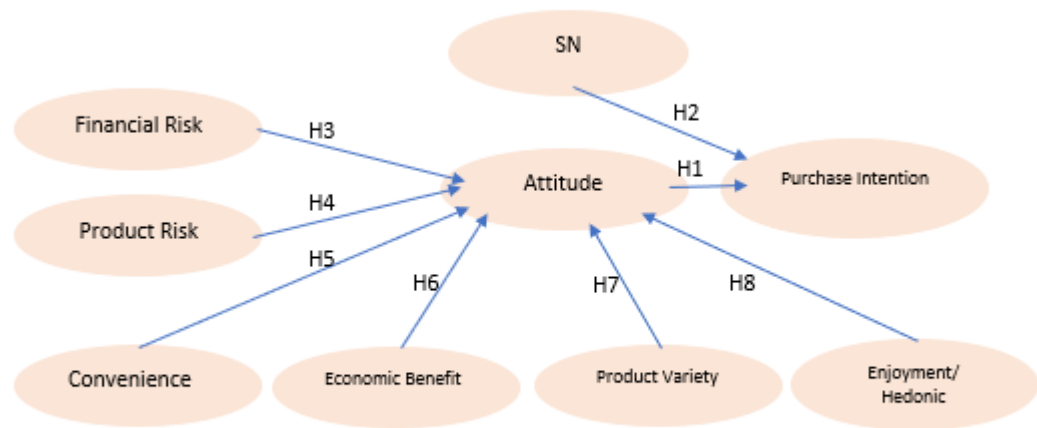 SN
Financial Risk
H3
H2
Attitude
H1
Purchase Intention
H4
Product Risk
H5
H6
H7
H8
Convenience
Economic Benefit
Product Variety
Enjoyment/
Hedonic